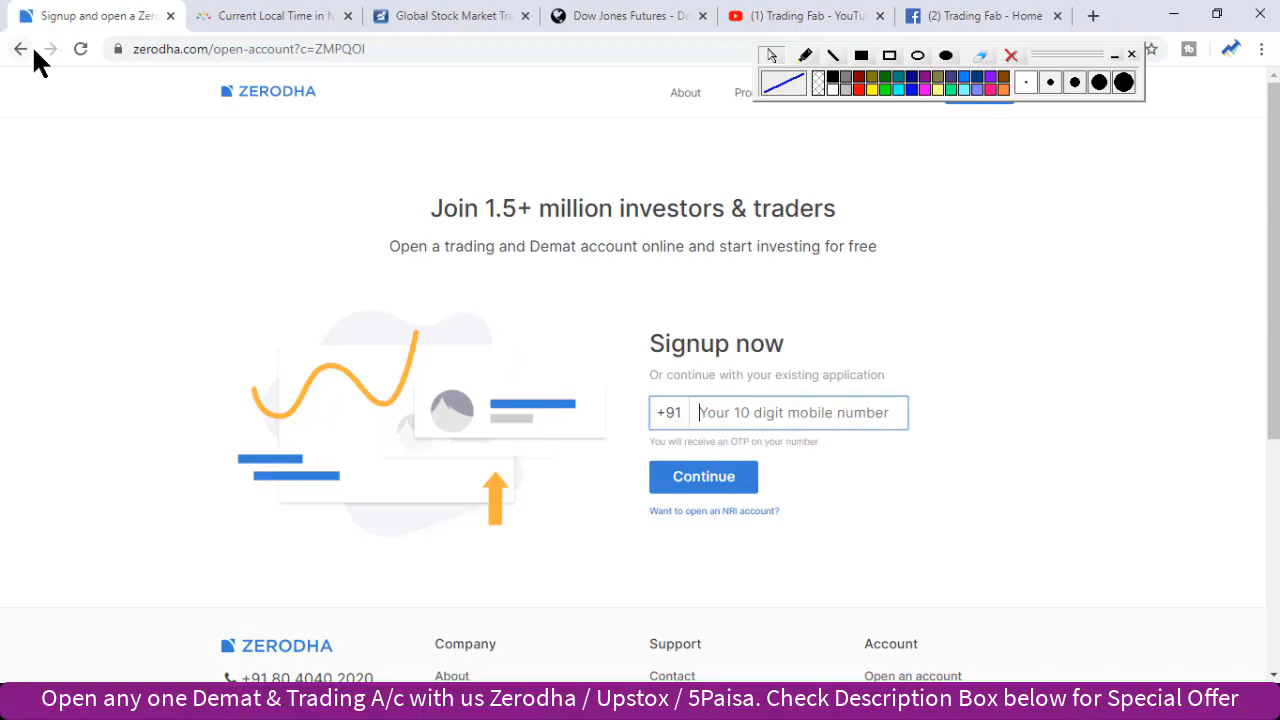 Signup and open a Zer
Current Local Time in N
Global Stock Market Tra
Dow Jones Futures - Do
(1) Trading Fab - YouTu
(2) Trading Fab - Home
zerodha.com/open-account?c=ZMPQOI
ZERODHA
About
Pro
Join 1.5+ million investors & traders
Open a trading and Demat account online and start investing for free
Signup now
Or continue with your existing application
+91 Your 10 digit mobile number
You will receive an OTP on your number
Continue
Want to open an NRI account?
ZERODHA
Company
Support
Account
+91 80 4040 2020
About
Contact
Open an account
Open any one Demat & Trading A/c with us Zerodha / Upstox / 5Paisa. Check Description Box below for Special Offer